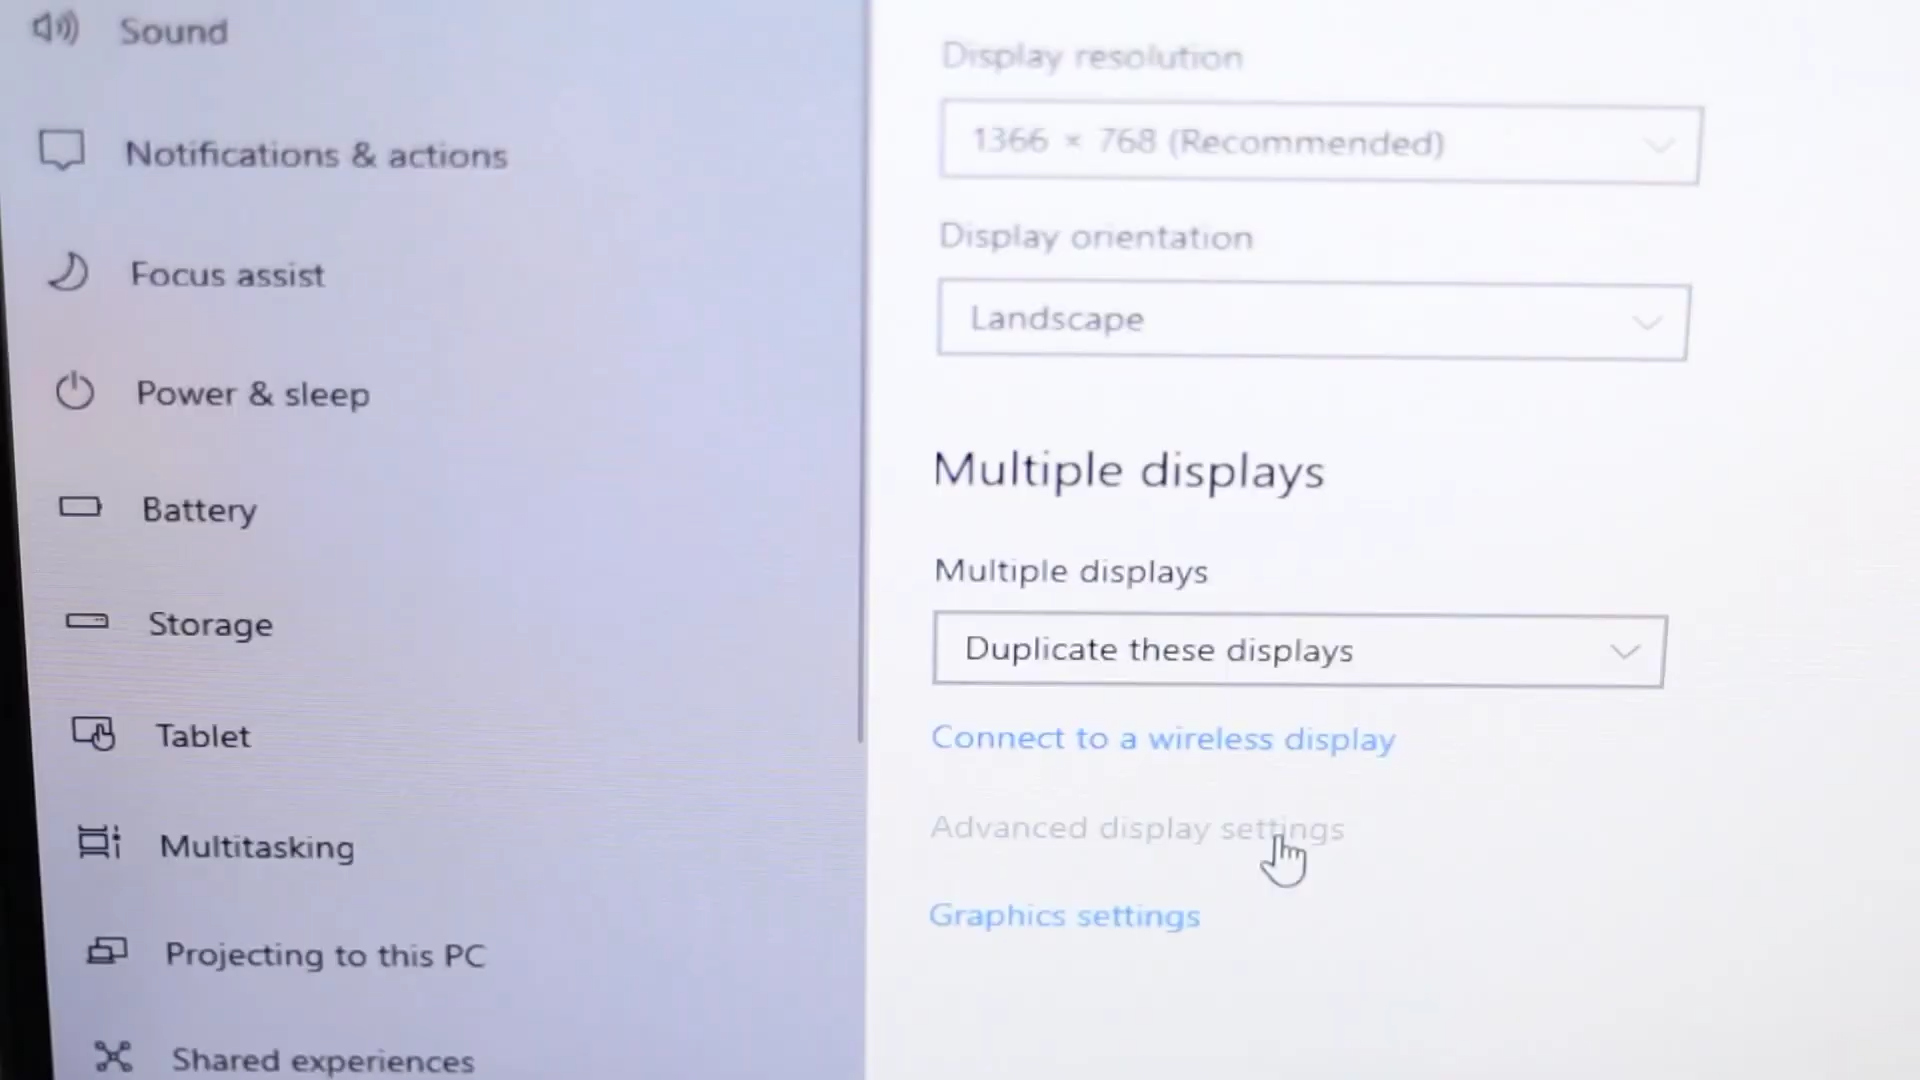 Sound
Notifications & actions
Focus assist
Power & sleep
Battery
Storage
Tablet
Multitasking
Projecting to this PC
Shared experiences
Display resolution
1366 × 768 (Recommended)
Display orientation
Landscape
Multiple displays
Multiple displays
Duplicate these displays
Connect to a wireless display
Advanced display settings
Graphics settings